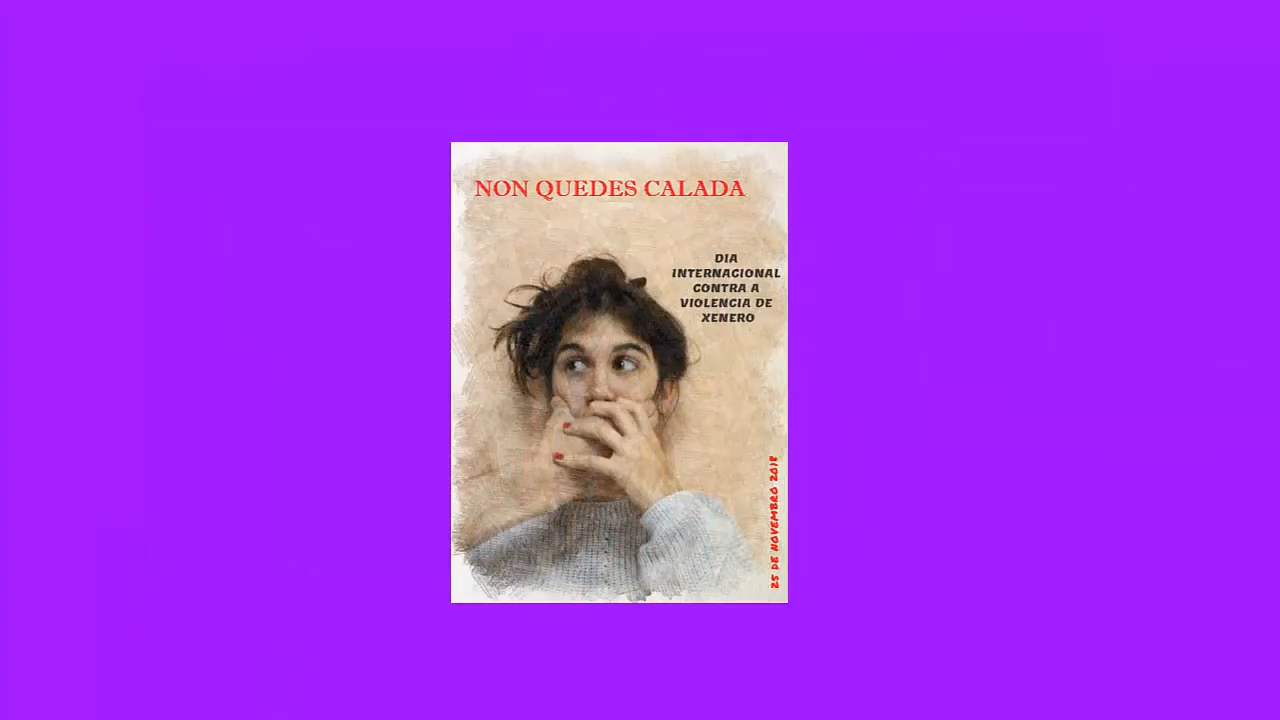 NON QUEDES CALADA
DIA
INTERNACIONAL
CONTRA A
VIOLENCIA DE
XENERO
25 DE NOVEMBRO 2018